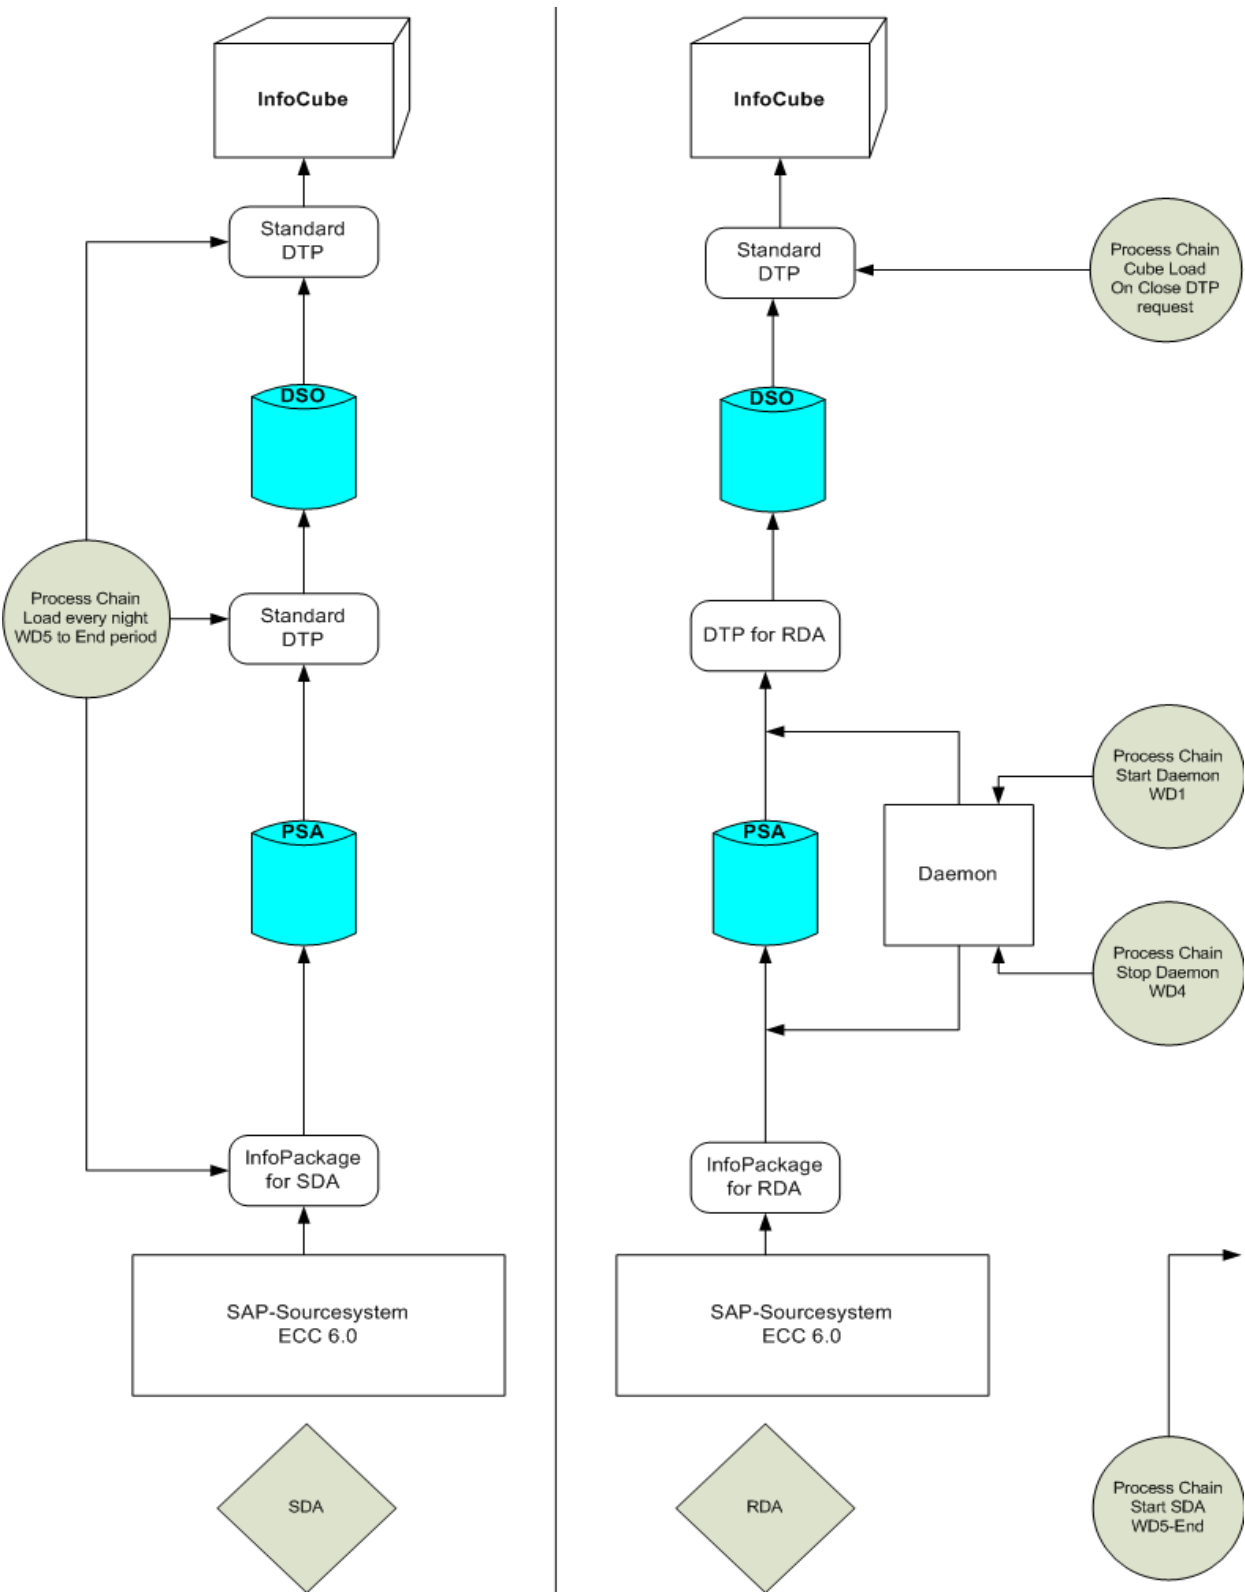 InfoCube
Standard
DTP
DSO
Process Chain
Load every night
WD5 to End period
Standard
DTP
PSA
InfoPackage
for SDA
SAP-Sourcesystem
ECC 6.0
SDA
InfoCube
Standard
DTP
Process Chain
Cube Load
On Close DTP
request
DSO
DTP for RDA
Process Chain
Start Daemon
WD1
PSA
Daemon
Process Chain
Stop Daemon
WD4
InfoPackage
for RDA
SAP-Sourcesystem
ECC 6.0
RDA
Process Chain
Start SDA
WD5-End